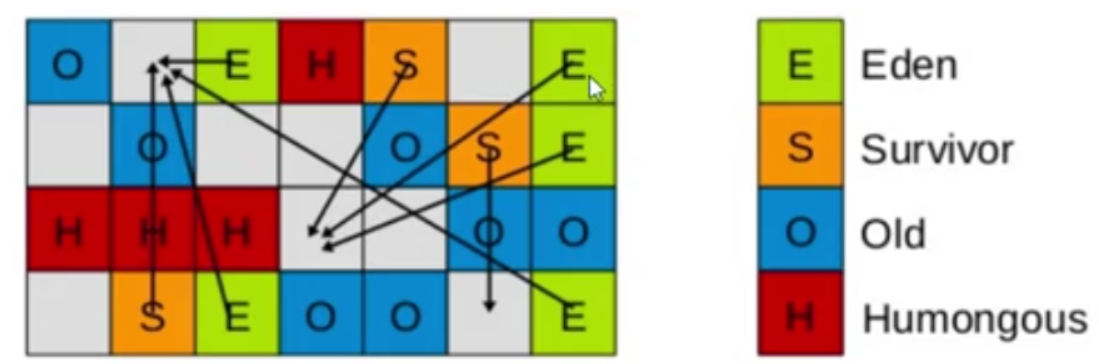 O E H S E E Eden
O O S E S Survivor
H H H O O O Old
S E O O E H Humongous